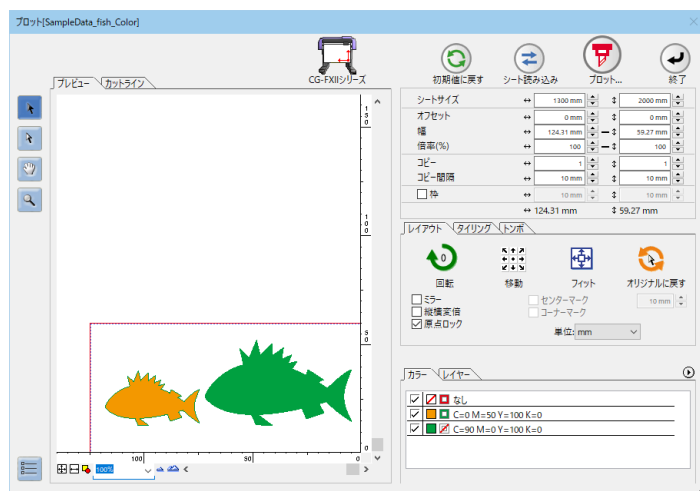 プロット[SampleData_fish_Color]
CG-FXIIシリーズ
初期値に戻す
シート読み込み
プロット...
終了
プレビュー
カットライン
シートサイズ 1300 mm 2000 mm
オフセット 0 mm 0 mm
幅 124.31 mm 59.27 mm
倍率(%) 100 100
コピー 1 1
コピー間隔 10 mm 10 mm
枠 10 mm 10 mm
124.31 mm 59.27 mm
レイアウト タイリング トンボ
0
回転 移動 フィット オリジナルに戻す
ミラー
縦横変倍
原点ロック
センターマーク 10 mm
コーナーマーク
単位: mm
カラー レイヤー
なし
C=0 M=50 Y=100 K=0
C=90 M=0 Y=100 K=0
150
100
50
0
100 50 0
100%